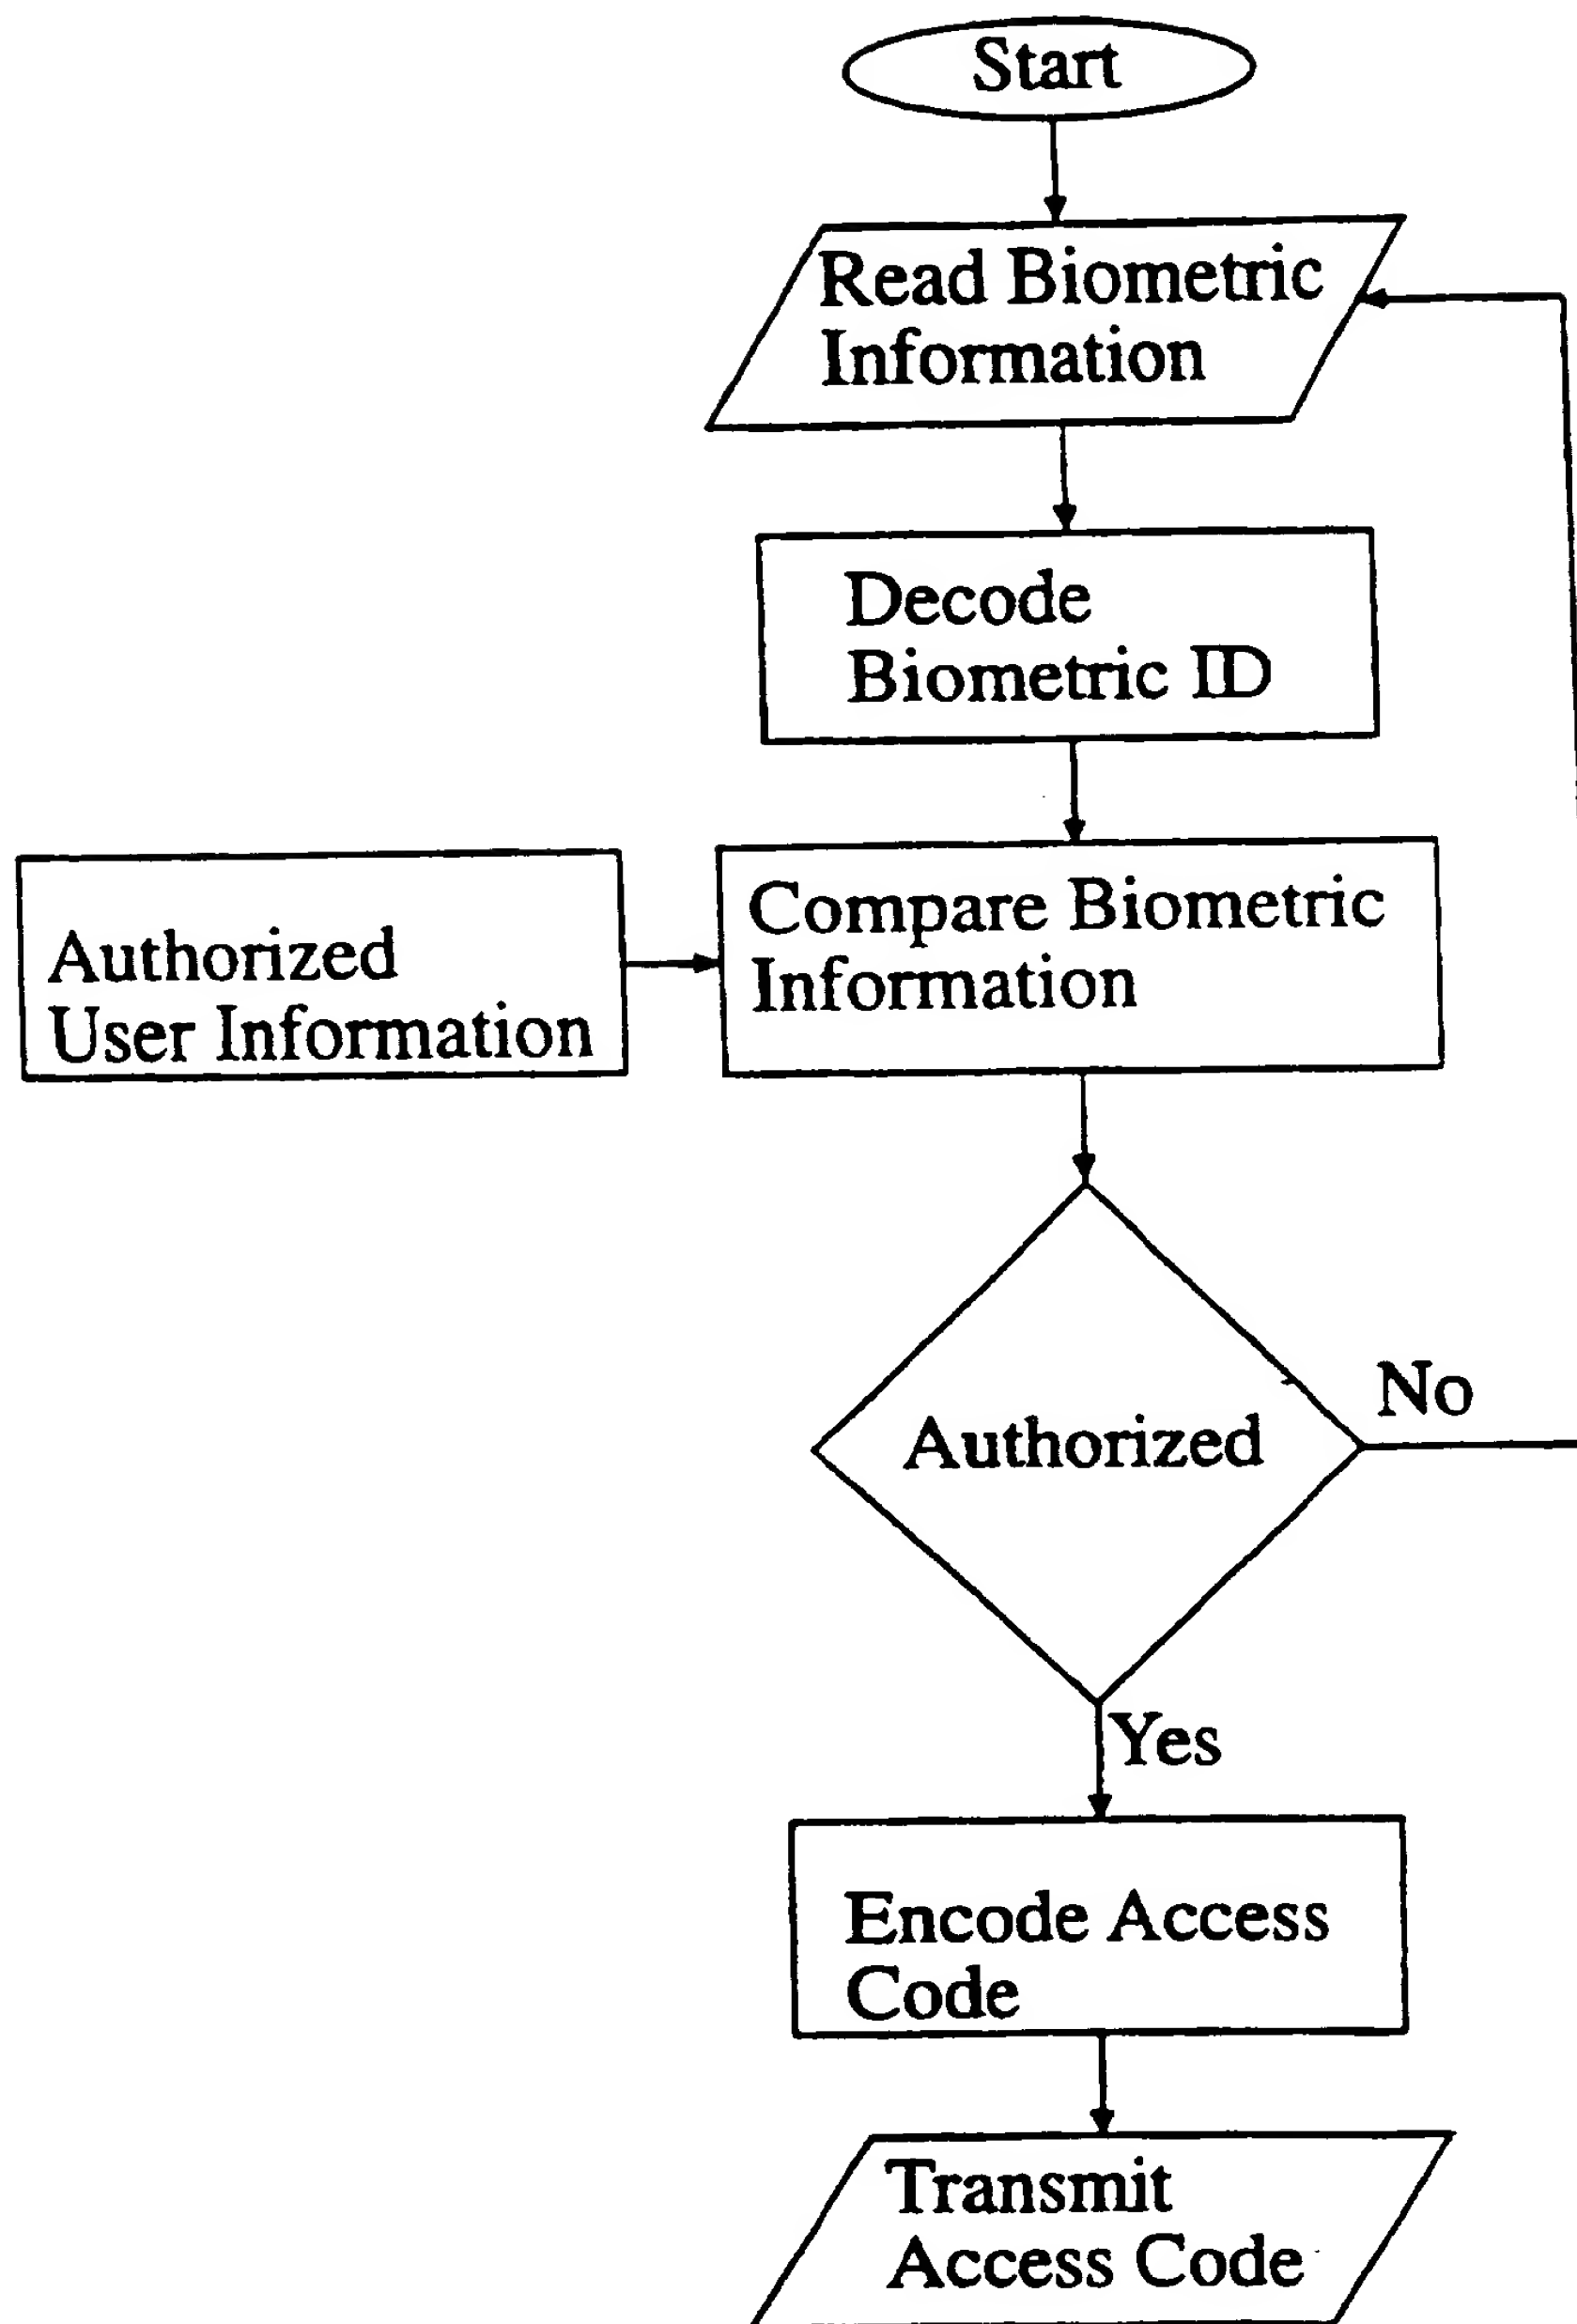 Start
Read Biometric
Information
Decode
Biometric ID
Authorized
User Information
Compare Biometric
Information
Authorized
No
Yes
Encode Access
Code
Transmit
Access Code